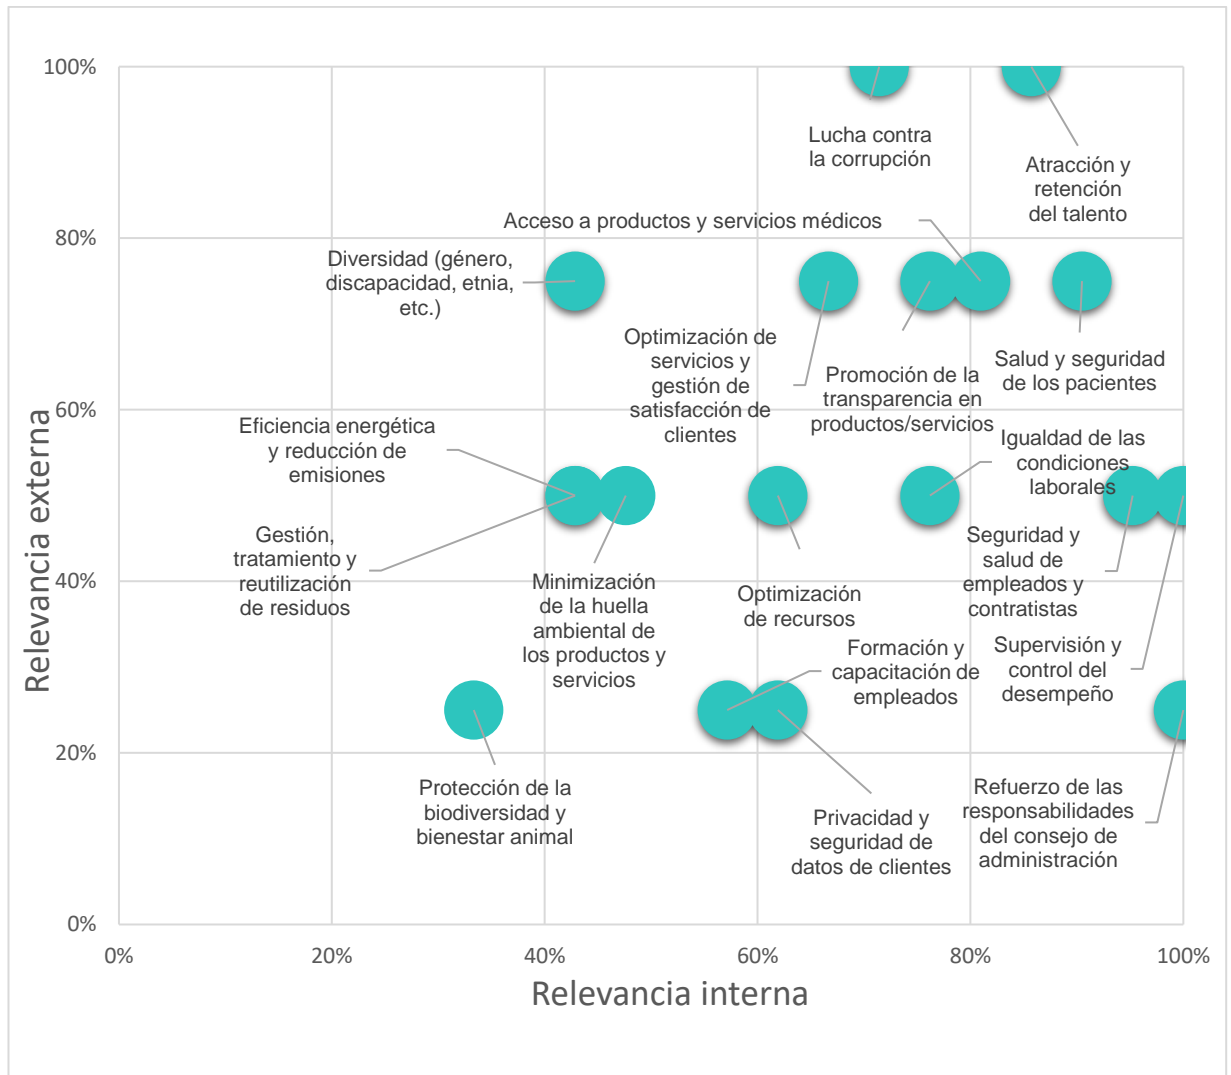 100%
Lucha contra
la corrupción
Atracción y
retención
del talento
Acceso a productos y servicios médicos
80%
Diversidad (género,
discapacidad, etnia,
etc.)
Optimización de
servicios y
gestión de
satisfacción de
clientes
Promoción de la
transparencia en
productos/servicios
Salud y seguridad
de los pacientes
60%
Eficiencia energética
y reducción de
emisiones
Igualdad de las
condiciones
laborales
Gestión,
tratamiento y
reutilización
de residuos
Seguridad y
salud de
empleados y
contratistas
40%
Minimización
de la huella
ambiental de
los productos y
servicios
Optimización
de recursos
Formación y
capacitación de
empleados
Supervisión y
control del
desempeño
20%
Protección de la
biodiversidad y
bienestar animal
Privacidad y
seguridad de
datos de clientes
Refuerzo de las
responsabilidades
del consejo de
administración
0%
Relevancia externa
0%
20%
40%
60%
80%
100%
Relevancia interna